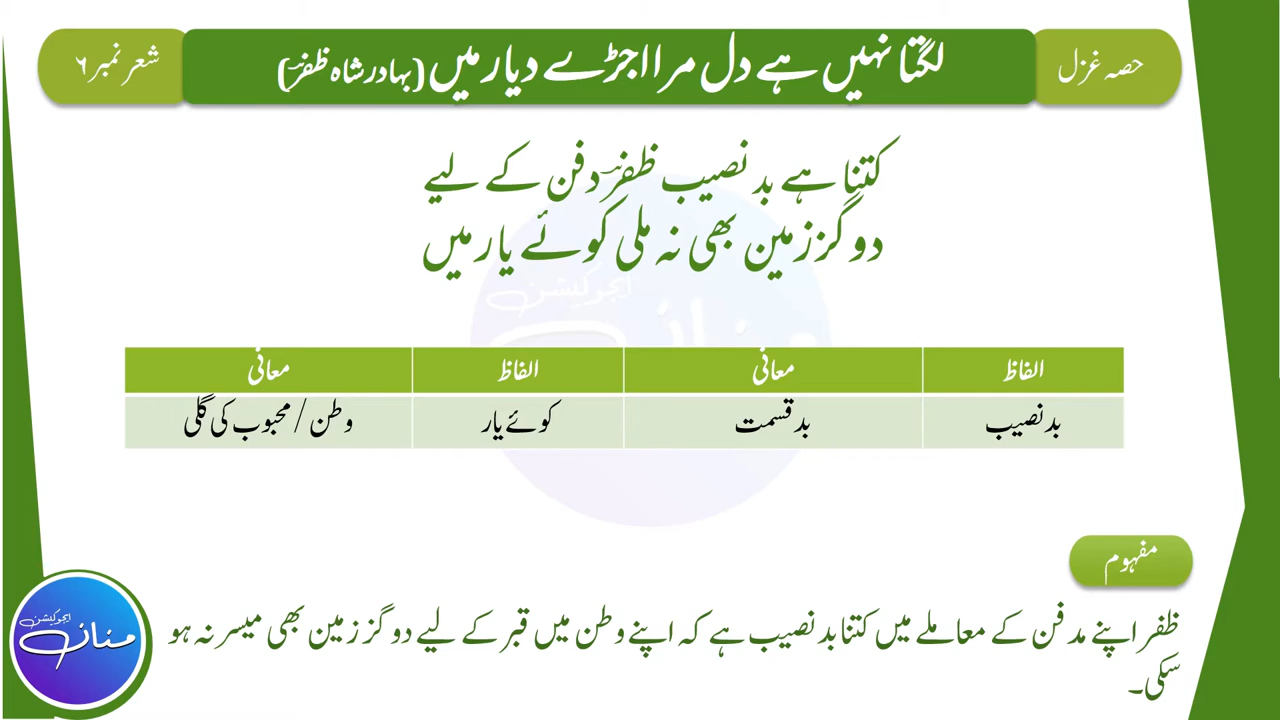 حصہ غزل
لگتا نہیں ہے دل مرا اجڑے دیار میں (بہادر شاہ ظفرؔ)
شعر نمبر ۶
کتنا ہے بد نصیب ظفرؔ دفن کے لیے
دو گز زمین بھی نہ ملی کوئے یار میں
الفاظ معانی الفاظ معانی
بد نصیب بد قسمت کوئے یار وطن / محبوب کی گلی
مفہوم
ظفر اپنے مدفن کے معاملے میں کتنا بد نصیب ہے کہ اپنے وطن میں قبر کے لیے دو گز زمین بھی میسر نہ ہو
سکی۔
ایجوکیشن
منان